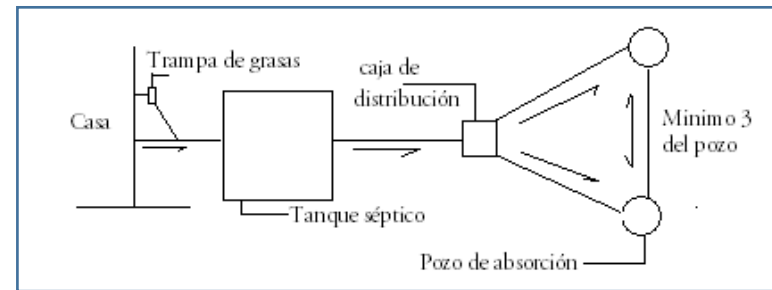 Trampa de grasas
caja de
distribución
Casa
Minimo 3
del pozo
Tanque séptico
Pozo de absorción